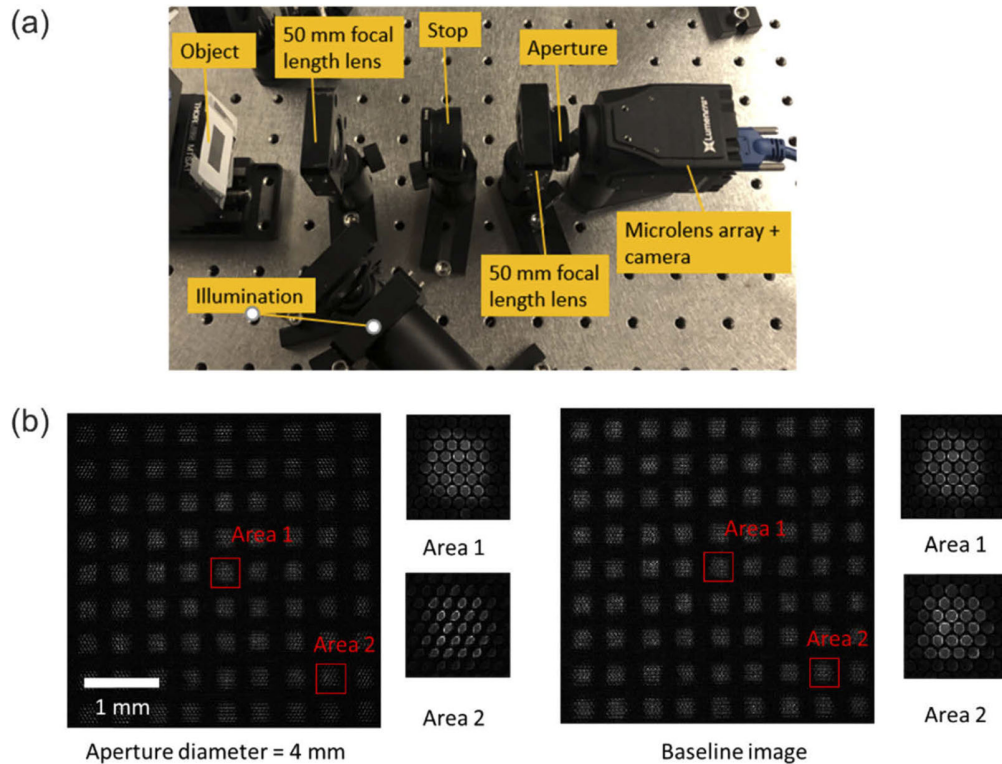 (a)
Object
50 mm focal
length lens
Stop
Aperture
Lumenera
Microlens array +
camera
50 mm focal
length lens
Illumination
(b)
Area 1
Area 2
1 mm
Aperture diameter = 4 mm
Area 1
Area 2
Area 1
Area 2
Baseline image
Area 1
Area 2